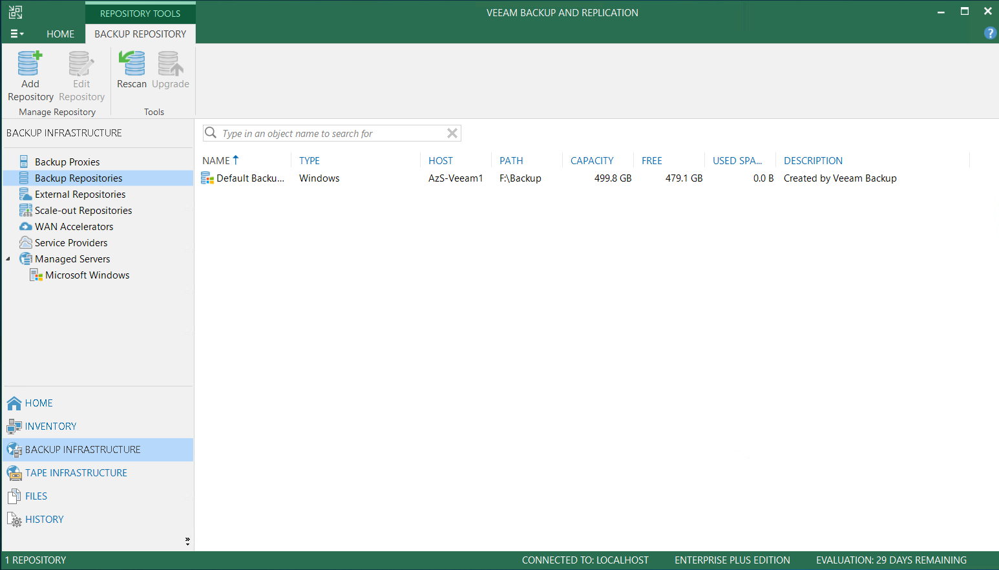 REPOSITORY TOOLS
VEEAM BACKUP AND REPLICATION
HOME
BACKUP REPOSITORY
?
Add Repository
Edit Repository
Rescan
Upgrade
Manage Repository
Tools
BACKUP INFRASTRUCTURE
Backup Proxies
Backup Repositories
External Repositories
Scale-out Repositories
WAN Accelerators
Service Providers
Managed Servers
Microsoft Windows
HOME
INVENTORY
BACKUP INFRASTRUCTURE
TAPE INFRASTRUCTURE
FILES
HISTORY
Type in an object name to search for
NAME TYPE HOST PATH CAPACITY FREE USED SPA... DESCRIPTION
Default Backu... Windows AzS-Veeam1 F:\Backup 499.8 GB 479.1 GB 0.0 B Created by Veeam Backup
1 REPOSITORY
CONNECTED TO: LOCALHOST
ENTERPRISE PLUS EDITION
EVALUATION: 29 DAYS REMAINING